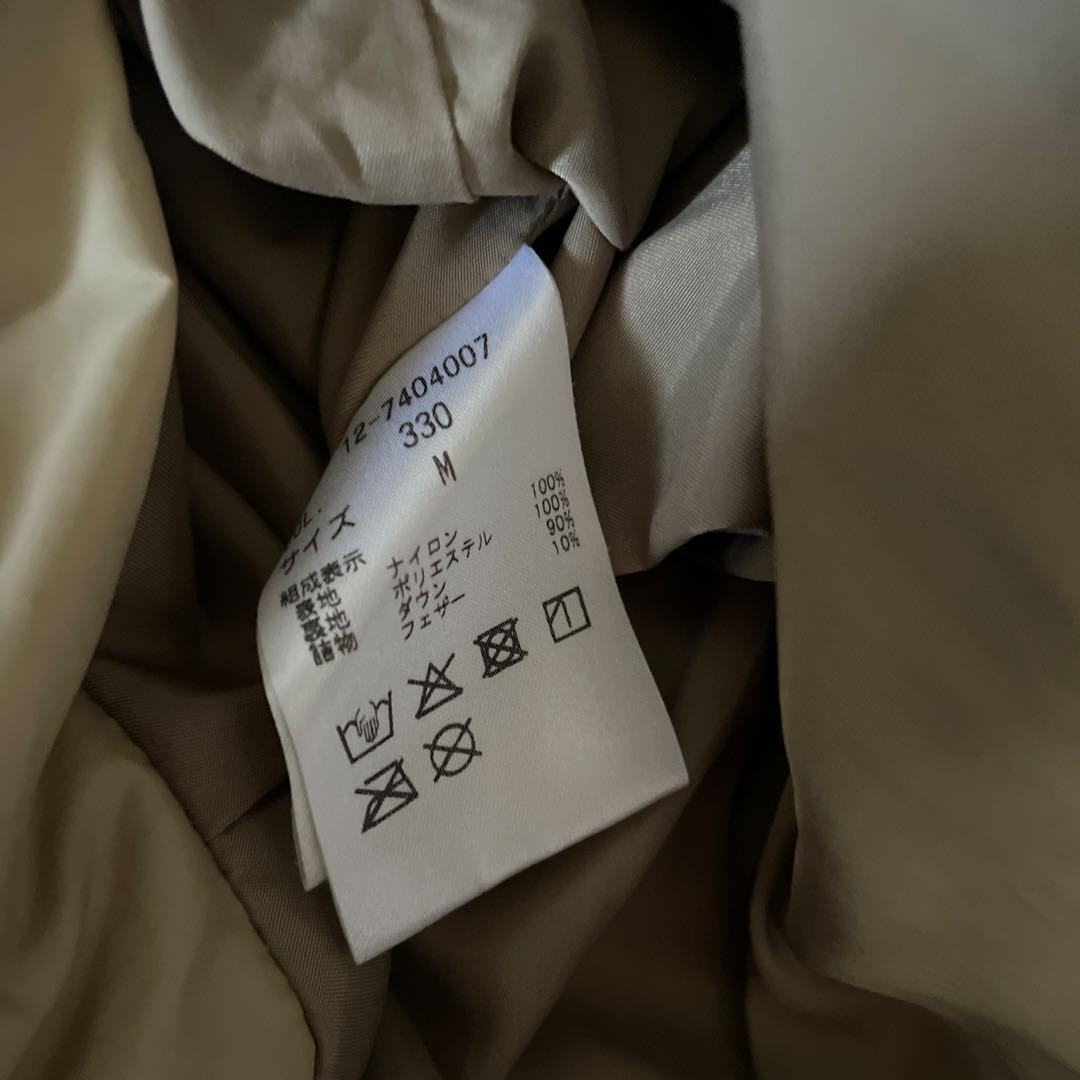 12-7404007
330
サイズ M
組成表示
表地 ナイロン 100%
裏地 ポリエステル 100%
詰物 ダウン 90%
フェザー 10%